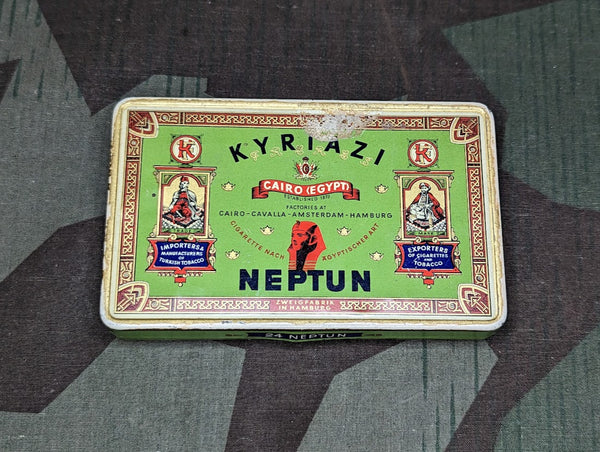 KYRIAZI
K
K
CAIRO (EGYPT)
ESTABLISHED 1873
FACTORIES AT
CAIRO-CAVALLA-AMSTERDAM-HAMBURG
CIGARETTE NACH ÄGYPTISCHER ART
IMPORTERS &
MANUFACTURERS
OF
TURKISH TOBACCO
EXPORTERS
OF CIGARETTES
AND
TOBACCO
NEPTUN
ZWEIGFABRIK
IN HAMBURG
24 NEPTUN